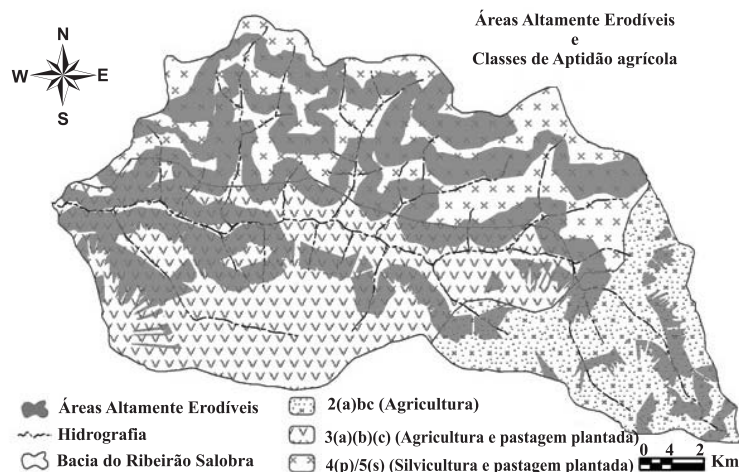 Áreas Altamente Erodíveis
e
Classes de Aptidão agrícola
N
W
E
S
Áreas Altamente Erodíveis
Hidrografia
Bacia do Ribeirão Salobra
2(a)bc (Agricultura)
3(a)(b)(c) (Agricultura e pastagem plantada)
4(p)/5(s) (Silvicultura e pastagem plantada)
0 4 2
Km